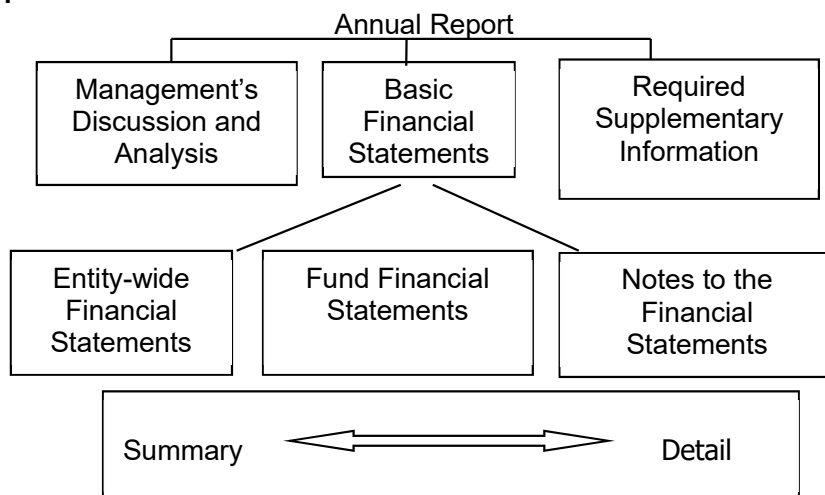 Annual Report
Management’s
Discussion and
Analysis
Basic
Financial
Statements
Required
Supplementary
Information
Entity-wide
Financial
Statements
Fund Financial
Statements
Notes to the
Financial
Statements
Summary
Detail